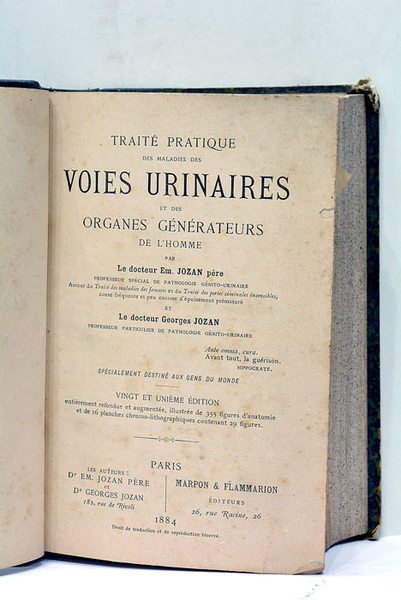 TRAITÉ PRATIQUE
DES MALADIES DES
VOIES URINAIRES
ET DES
ORGANES GÉNÉRATEURS
DE L'HOMME
PAR
Le docteur Em. JOZAN père
PROFESSEUR SPÉCIAL DE PATHOLOGIE GÉNITO-URINAIRE
Auteur du Traité des maladies des femmes et du Traité des pertes séminales insensibles,
cause fréquente et peu connue d'épuisement prématuré
ET
Le docteur Georges JOZAN
PROFESSEUR PARTICULIER DE PATHOLOGIE GÉNITO-URINAIRE
Ante omnia, cura.
Avant tout, la guérison.
HIPPOCRATE.
SPÉCIALEMENT DESTINÉ AUX GENS DU MONDE
VINGT ET UNIÈME ÉDITION
entièrement refondue et augmentée, illustrée de 355 figures d'anatomie
et de 16 planches chromo-lithographiques contenant 29 figures.
PARIS
LES AUTEURS:
Dr EM. JOZAN PÈRE
et
Dr GEORGES JOZAN
182, rue de Rivoli
MARPON & FLAMMARION
ÉDITEURS
26, rue Racine, 26
1884
Droit de traduction et de reproduction réservé.